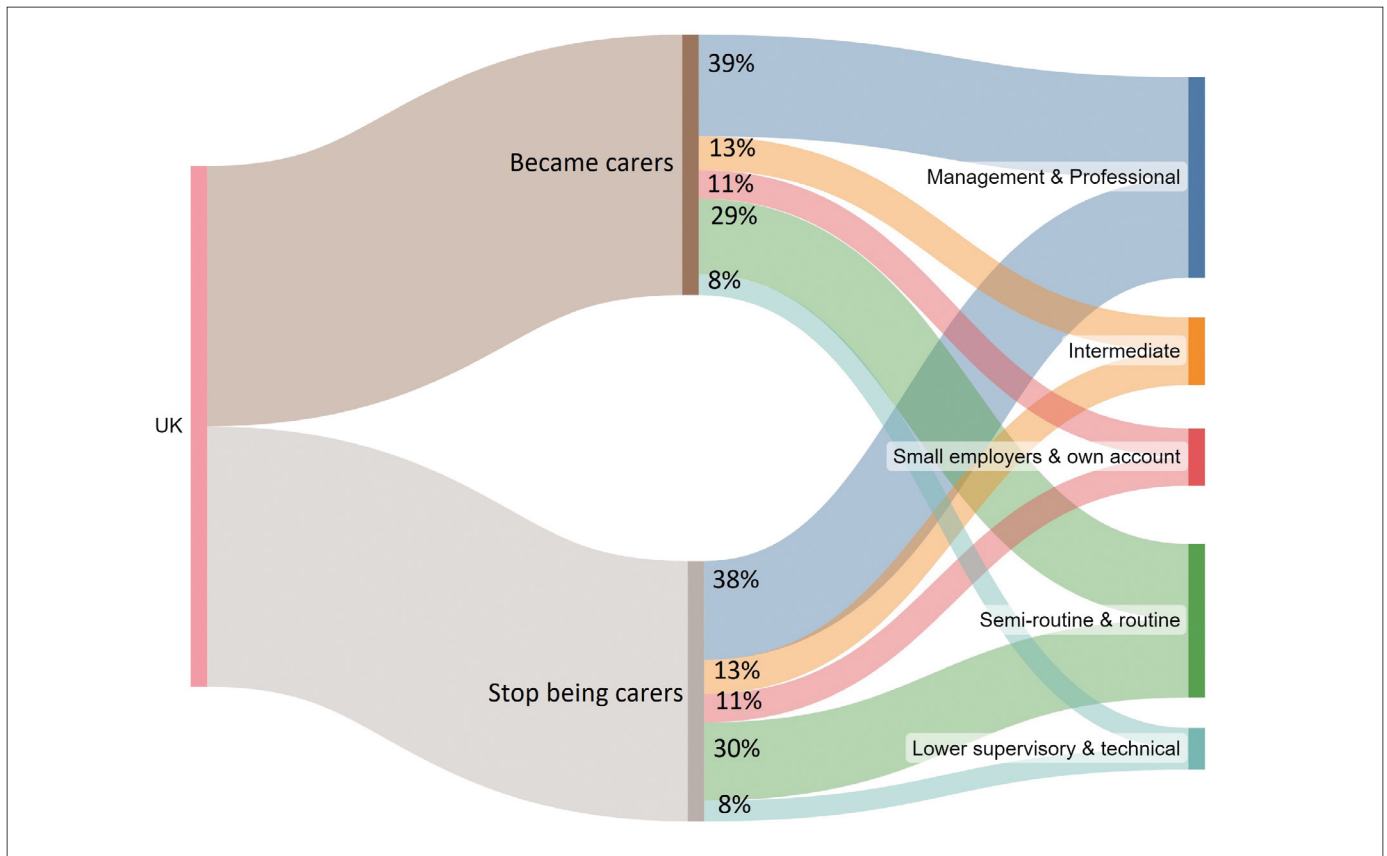 UK
Became carers
39%
13%
11%
29%
8%
Stop being carers
38%
13%
11%
30%
8%
Management & Professional
Intermediate
Small employers & own account
Semi-routine & routine
Lower supervisory & technical